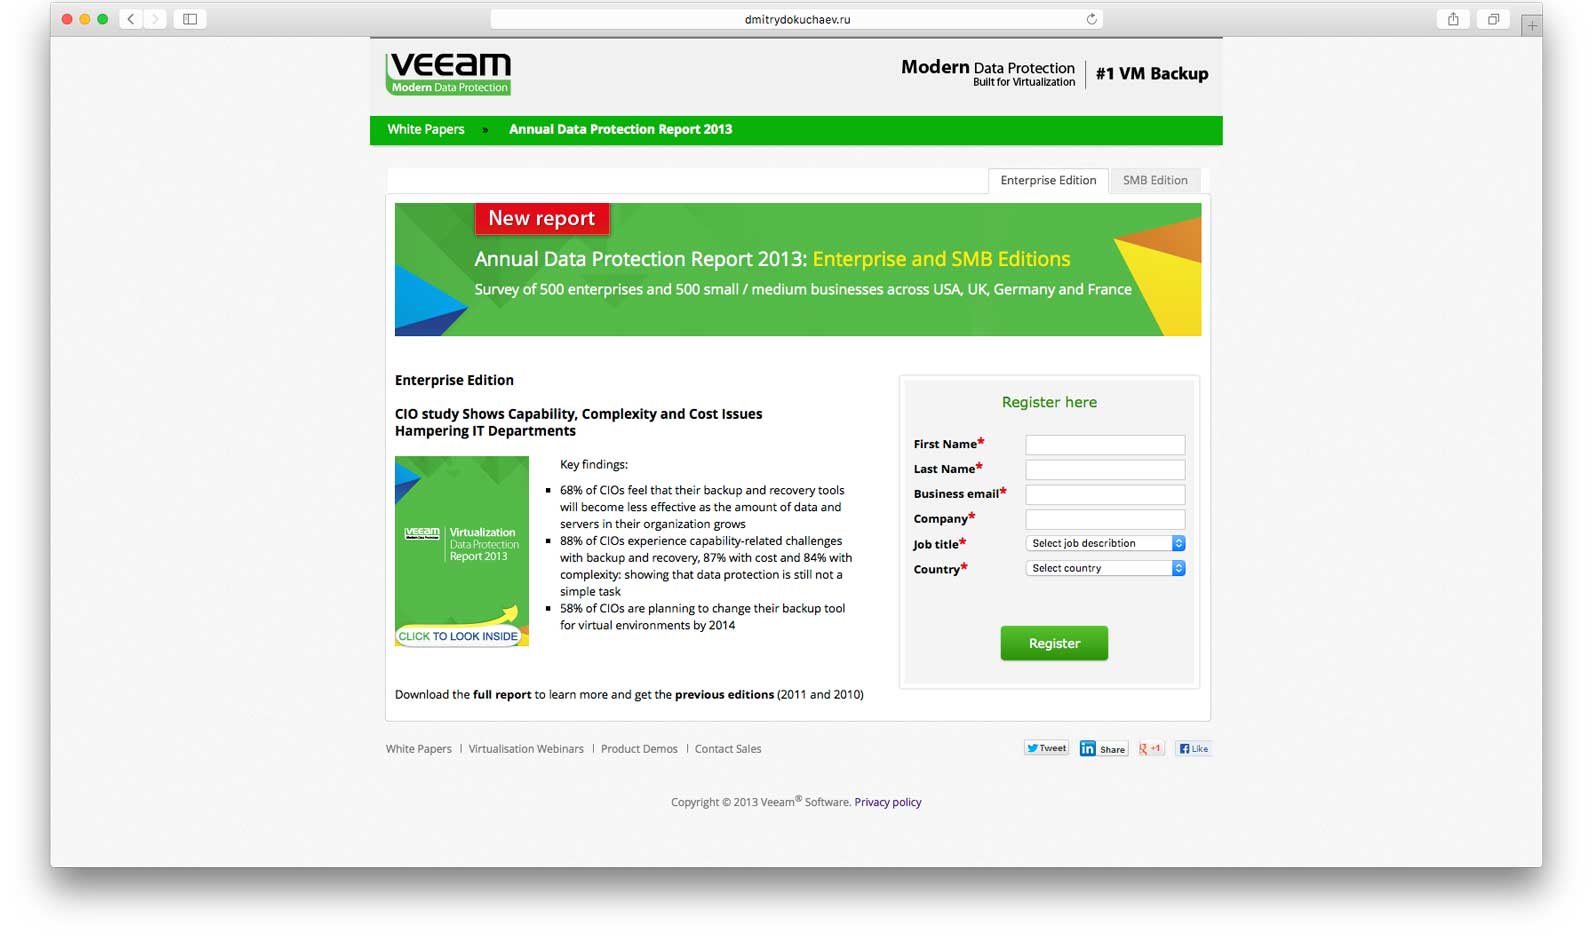 dmitrydokuchaev.ru
veeam
Modern Data Protection
Modern Data Protection
Built for Virtualization
#1 VM Backup
White Papers » Annual Data Protection Report 2013
Enterprise Edition
SMB Edition
New report
Annual Data Protection Report 2013: Enterprise and SMB Editions
Survey of 500 enterprises and 500 small / medium businesses across USA, UK, Germany and France
Enterprise Edition
CIO study Shows Capability, Complexity and Cost Issues
Hampering IT Departments
veeam
Modern Data Protection
Virtualization
Data Protection
Report 2013
CLICK TO LOOK INSIDE
Key findings:
▪ 68% of CIOs feel that their backup and recovery tools
will become less effective as the amount of data and
servers in their organization grows
▪ 88% of CIOs experience capability-related challenges
with backup and recovery, 87% with cost and 84% with
complexity: showing that data protection is still not a
simple task
▪ 58% of CIOs are planning to change their backup tool
for virtual environments by 2014
Download the full report to learn more and get the previous editions (2011 and 2010)
Register here
First Name*
Last Name*
Business email*
Company*
Job title* Select job describtion
Country* Select country
Register
White Papers | Virtualisation Webinars | Product Demos | Contact Sales
Tweet
in Share
g +1
f Like
Copyright © 2013 Veeam® Software. Privacy policy